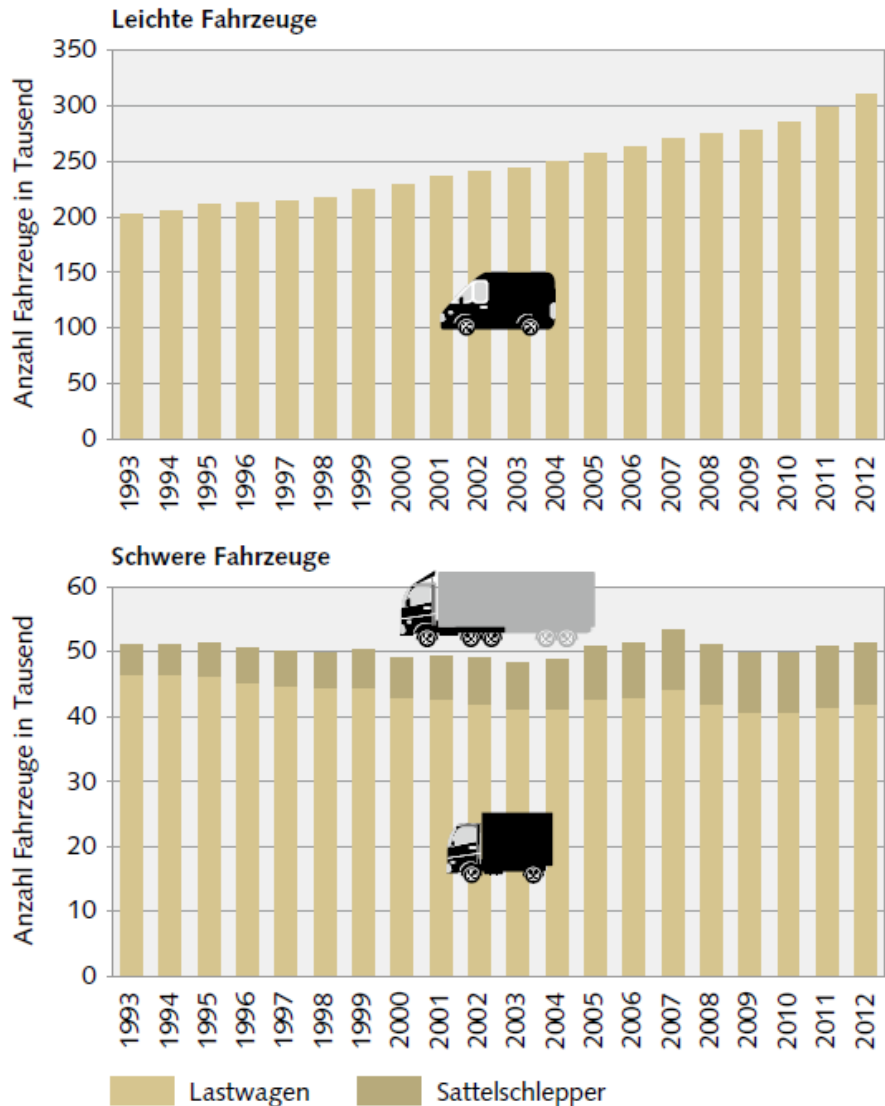 Leichte Fahrzeuge
Anzahl Fahrzeuge in Tausend
350
300
250
200
150
100
50
0
1993 1994 1995 1996 1997 1998 1999 2000 2001 2002 2003 2004 2005 2006 2007 2008 2009 2010 2011 2012
Schwere Fahrzeuge
Anzahl Fahrzeuge in Tausend
60
50
40
30
20
10
0
1993 1994 1995 1996 1997 1998 1999 2000 2001 2002 2003 2004 2005 2006 2007 2008 2009 2010 2011 2012
Lastwagen Sattelschlepper